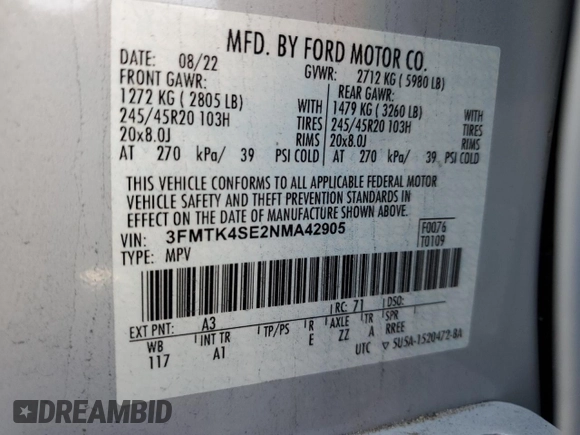 MFD. BY FORD MOTOR CO.
DATE: 08/22 GVWR: 2712 KG ( 5980 LB)
FRONT GAWR: REAR GAWR:
1272 KG ( 2805 LB) WITH 1479 KG ( 3260 LB) WITH
245/45R20 103H TIRES 245/45R20 103H TIRES
20x8.0J RIMS 20x8.0J RIMS
AT 270 kPa/ 39 PSI COLD AT 270 kPa/ 39 PSI COLD
THIS VEHICLE CONFORMS TO ALL APPLICABLE FEDERAL MOTOR
VEHICLE SAFETY AND THEFT PREVENTION STANDARDS IN
EFFECT ON THE DATE OF MANUFACTURE SHOWN ABOVE.
VIN: 3FMTK4SE2NMA42905 F0076
TYPE: MPV T0109
EXT PNT: A3 RC: 71 DSO:
WB INT TR TP/PS R AXLE TR SPR
117 A1 E ZZ A RREE
UTC 5USA-1520472-BA
DREAMBID